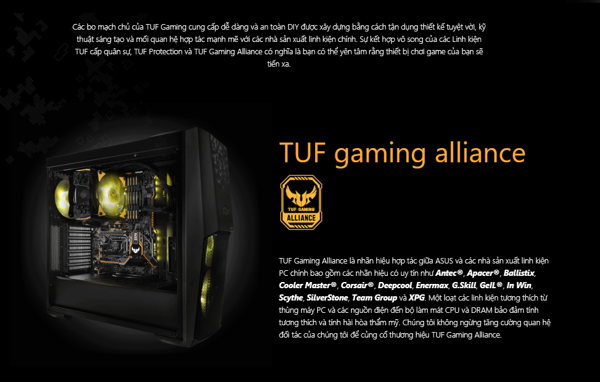 Các bo mạch chủ của TUF Gaming cung cấp dễ dàng và an toàn DIY được xây dựng bằng cách tận dụng thiết kế tuyệt vời, kỹ
thuật sáng tạo và mối quan hệ hợp tác mạnh mẽ với các nhà sản xuất linh kiện chính. Sự kết hợp vô song của các Linh kiện
TUF cấp quân sự, TUF Protection và TUF Gaming Alliance có nghĩa là bạn có thể yên tâm rằng thiết bị chơi game của bạn sẽ
tiến xa.
TUF gaming alliance
TUF GAMING
ALLIANCE
TUF Gaming Alliance là nhãn hiệu hợp tác giữa ASUS và các nhà sản xuất linh kiện
PC chính bao gồm các nhãn hiệu có uy tín như Antec®, Apacer®, Ballistix,
Cooler Master®, Corsair®, Deepcool, Enermax, G.Skill, GeIL®, In Win,
Scythe, SilverStone, Team Group và XPG. Một loạt các linh kiện tương thích từ
thùng máy PC và các nguồn điện đến bộ làm mát CPU và DRAM bảo đảm tính
tương thích và tính hài hòa thẩm mỹ. Chúng tôi không ngừng tăng cường quan hệ
đối tác của chúng tôi để củng cố thương hiệu TUF Gaming Alliance.